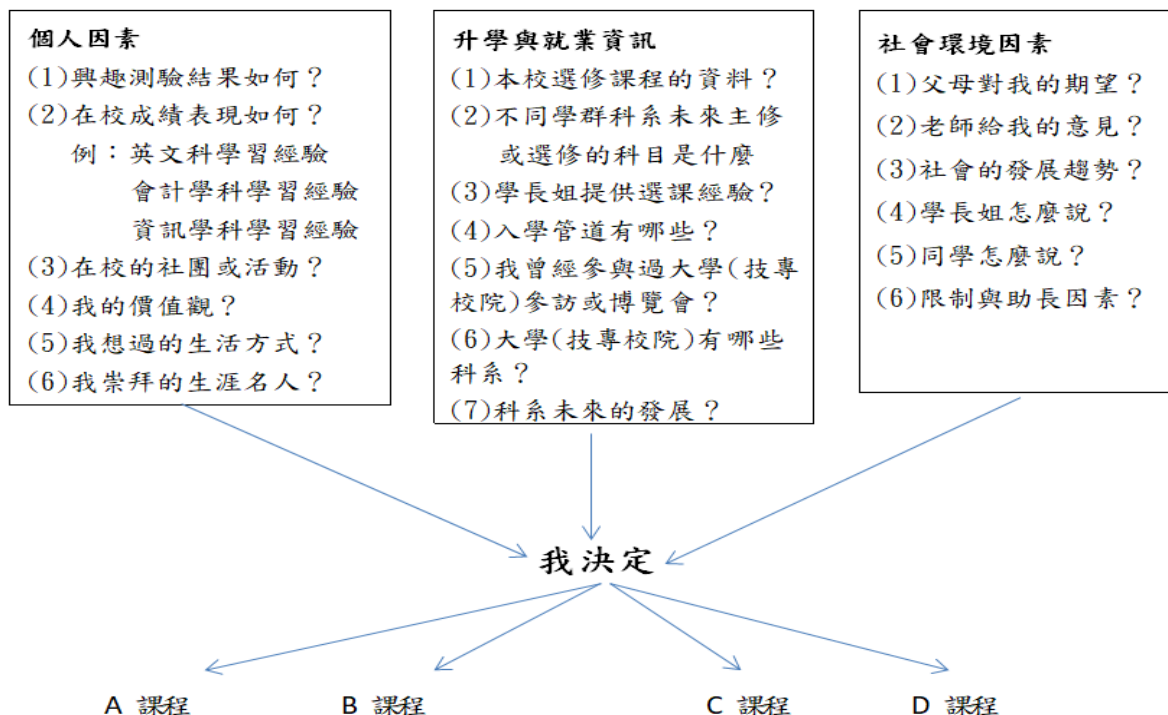 個人因素
(1)興趣測驗結果如何？
(2)在校成績表現如何？
例：英文科學習經驗
會計學科學習經驗
資訊學科學習經驗
(3)在校的社團或活動？
(4)我的價值觀？
(5)我想過的生活方式？
(6)我崇拜的生涯名人？
升學與就業資訊
(1)本校選修課程的資料？
(2)不同學群科系未來主修
或選修的科目是什麼
(3)學長姐提供選課經驗？
(4)入學管道有哪些？
(5)我曾經參與過大學(技專
校院)參訪或博覽會？
(6)大學(技專校院)有哪些
科系？
(7)科系未來的發展？
社會環境因素
(1)父母對我的期望？
(2)老師給我的意見？
(3)社會的發展趨勢？
(4)學長姐怎麼說？
(5)同學怎麼說？
(6)限制與助長因素？
我決定
A 課程
B 課程
C 課程
D 課程